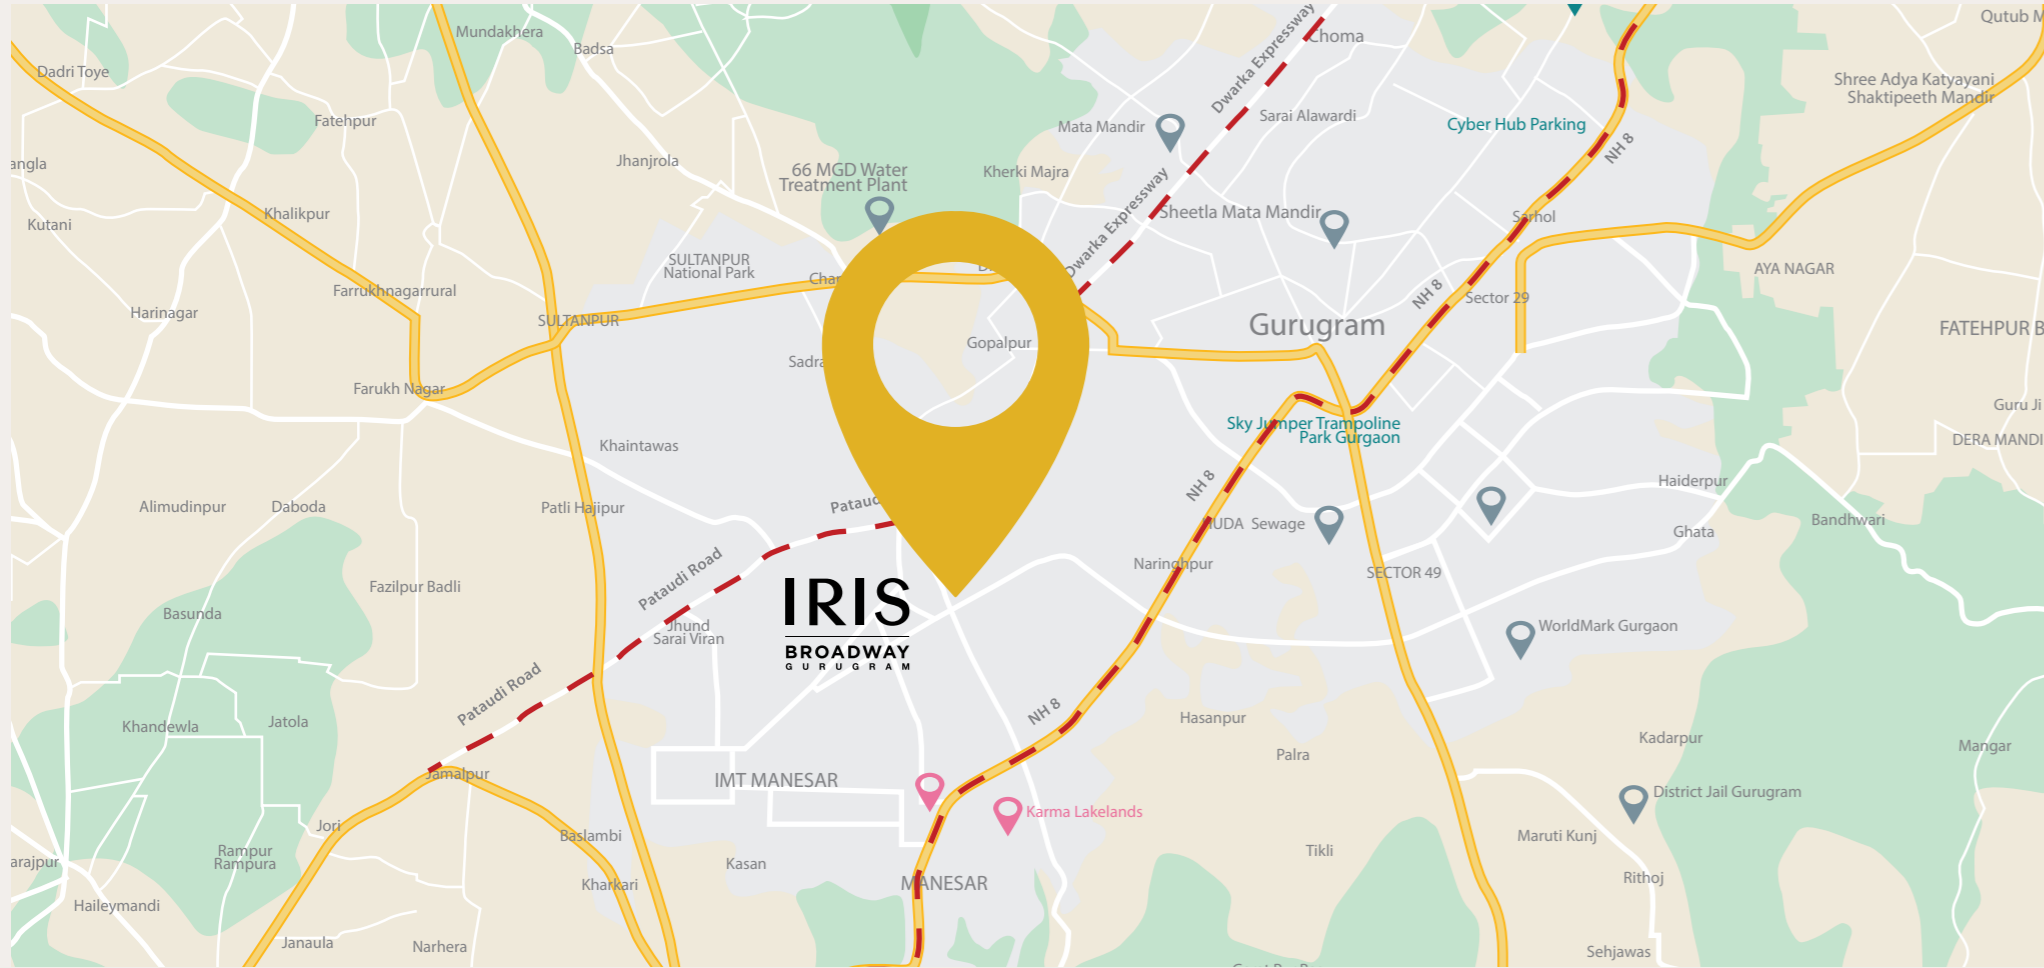 Mundakhera
Badsa
Dadri Toye
Fatehpur
Jhanjrola
66 MGD Water
Treatment Plant
angla
Kutani
Khalikpur
SULTANPUR
National Park
Farrukhnagarrural
Harinagar
SULTANPUR
Farukh Nagar
Khaintawas
Alimudinpur
Daboda
Patli Hajipur
Fazilpur Badli
Basunda
Khandewla
Jatola
Pataudi Road
Pataudi Road
Jhund
Sarai Viran
Jamalpur
Jori
Rampur
Rampura
arajpur
Haileymandi
Janaula
Narhera
Baslambi
Kharkari
Kasan
IMT MANESAR
MANESAR
Karma Lakelands
IRIS
BROADWAY
GURUGRAM
Gopalpur
Kherki Majra
Mata Mandir
Dwarka Expressway
Dwarka Expressway
Choma
Sarai Alawardi
Sheetla Mata Mandir
Cyber Hub Parking
NH 8
Sarhol
Sector 29
NH 8
Gurugram
Sky Jumper Trampoline
Park Gurgaon
NH 8
HUDA Sewage
Naringhpur
SECTOR 49
NH 8
Hasanpur
Palra
Tikli
WorldMark Gurgaon
Kadarpur
District Jail Gurugram
Maruti Kunj
Rithoj
Sehjawas
Mangar
Bandhwari
Ghata
Haiderpur
DERA MANDI
Guru Ji
FATEHPUR B
AYA NAGAR
Shree Adya Katyayani
Shaktipeeth Mandir
Qutub M